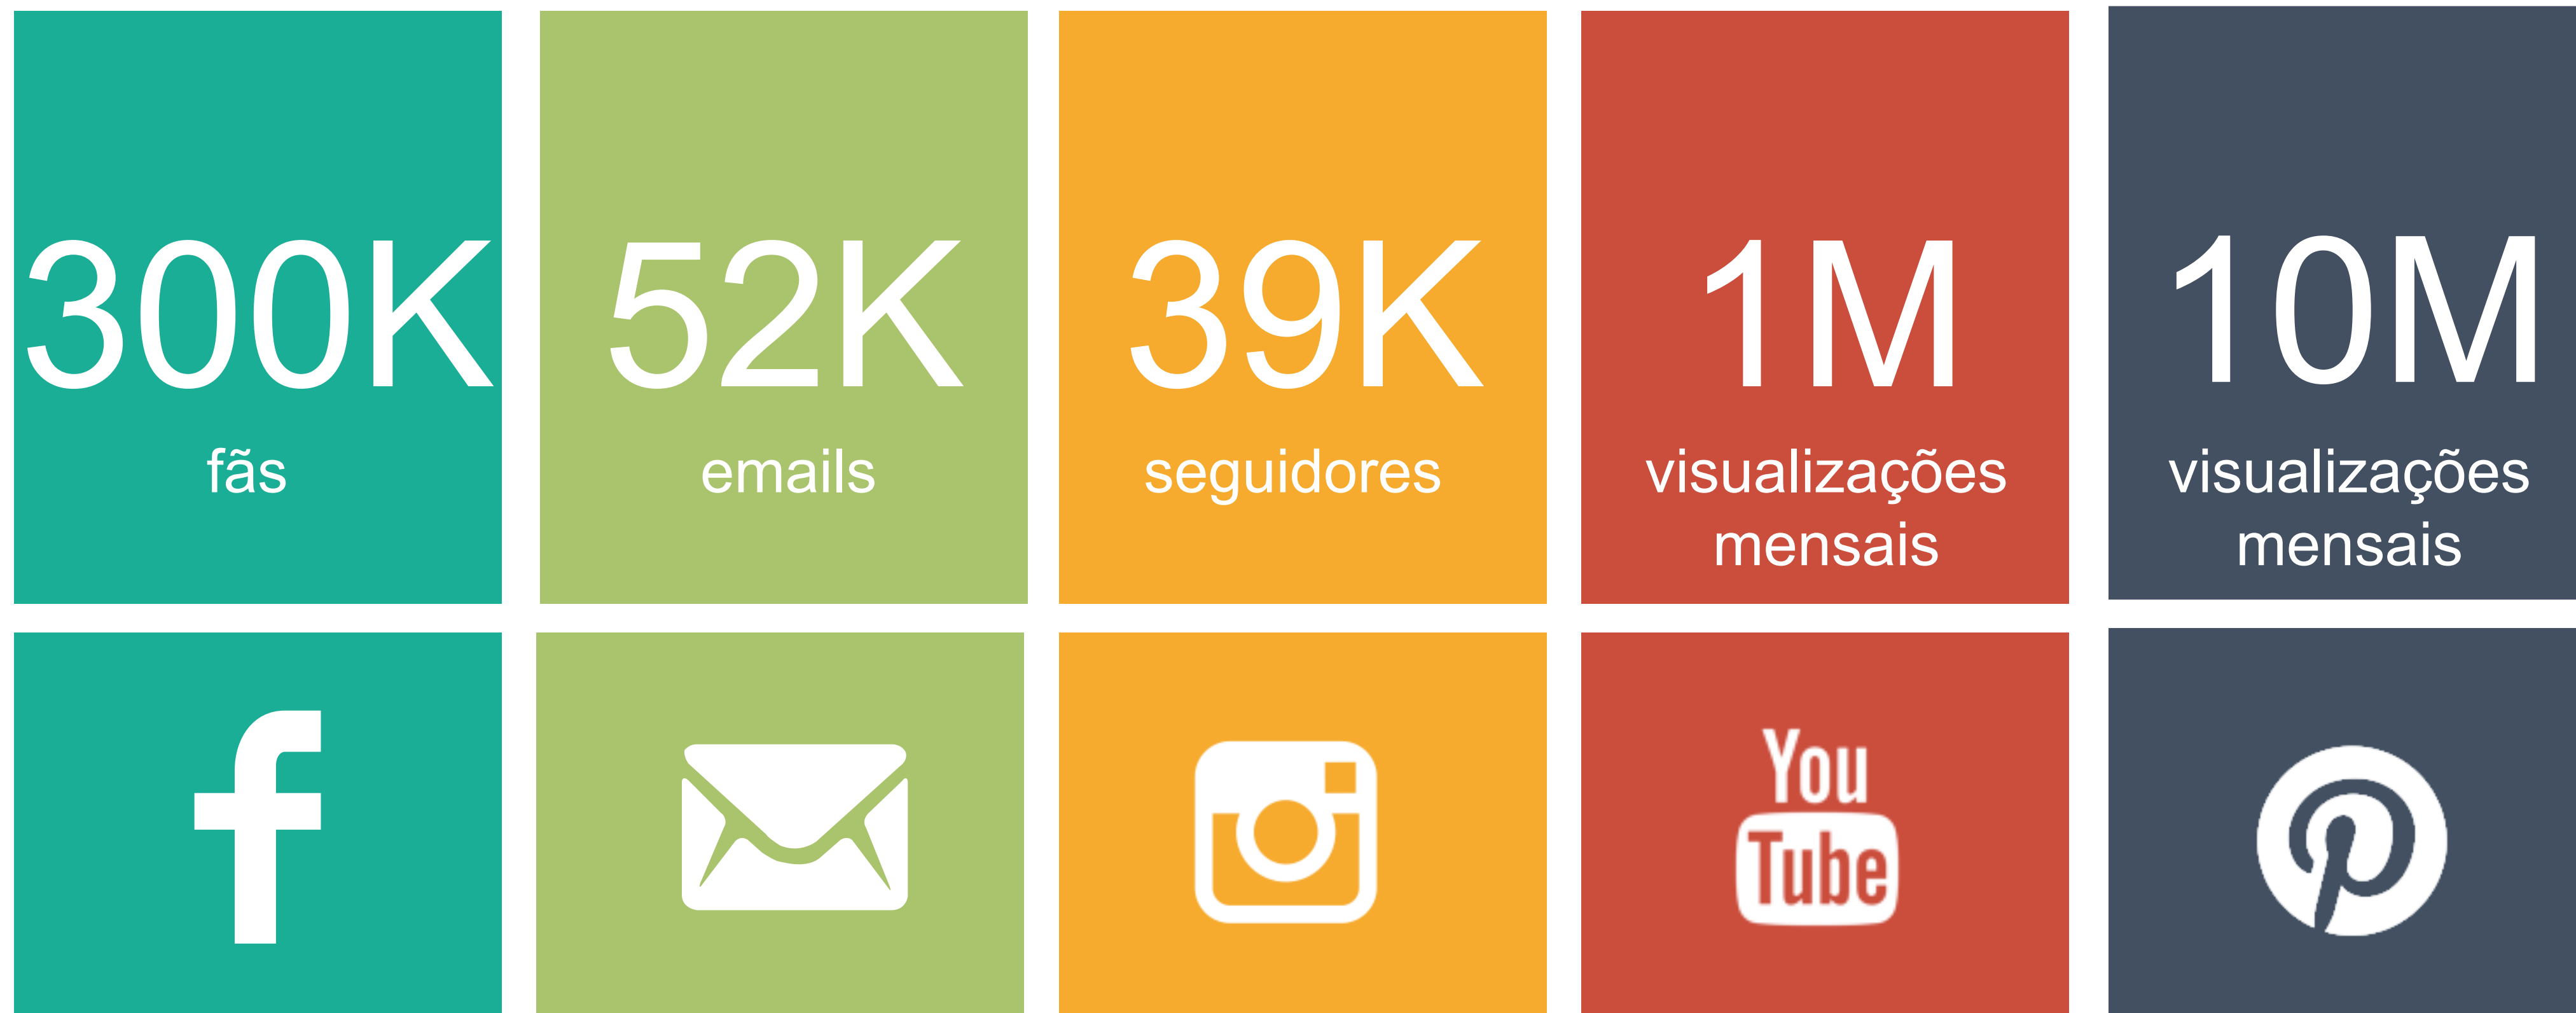 300K
fãs
52K
emails
39K
seguidores
1M
visualizações
mensais
10M
visualizações
mensais
f
You
Tube